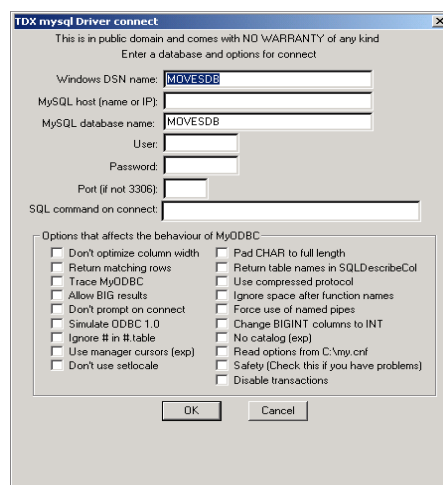 TDX mysql Driver connect
This is in public domain and comes with NO WARRANTY of any kind
Enter a database and options for connect
Windows DSN name: MOVESDB
MySQL host (name or IP):
MySQL database name: MOVESDB
User:
Password:
Port (if not 3306):
SQL command on connect:
Options that affects the behaviour of MyODBC
Don't optimize column width
Return matching rows
Trace MyODBC
Allow BIG results
Don't prompt on connect
Simulate ODBC 1.0
Ignore # in #.table
Use manager cursors (exp)
Don't use setlocale
Pad CHAR to full length
Return table names in SQLDescribeCol
Use compressed protocol
Ignore space after function names
Force use of named pipes
Change BIGINT columns to INT
No catalog (exp)
Read options from C:\my.cnf
Safety (Check this if you have problems)
Disable transactions
OK
Cancel